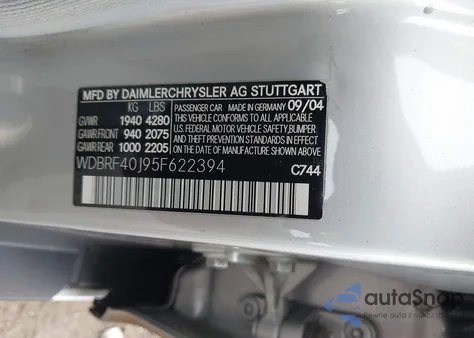 MFD BY DAIMLERCHRYSLER AG STUTTGART
KG LBS PASSENGER CAR MADE IN GERMANY 09/04
GVWR 1940 4280 THIS VEHICLE CONFORMS TO ALL APPLICABLE
GAWR FRONT 940 2075 U.S. FEDERAL MOTOR VEHICLE SAFETY, BUMPER,
GAWR REAR 1000 2205 AND THEFT PREVENTION STANDARDS IN EFFECT
ON THE DATE OF MANUFACTURE SHOWN ABOVE.
WDBRF40J95F622394 C744
autaSnap